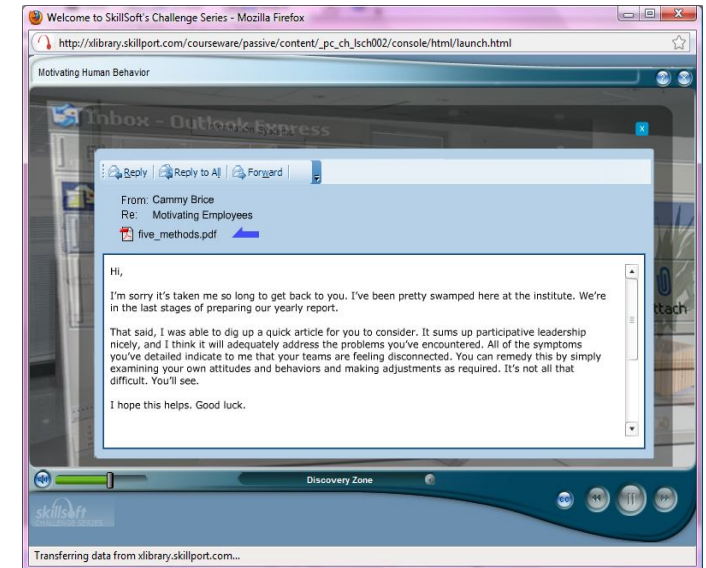 Welcome to SkillSoft's Challenge Series - Mozilla Firefox
http://xlibrary.skillport.com/courseware/passive/content/_pc_ch_lsch002/console/html/launch.html
Motivating Human Behavior
Inbox - Outlook Express
Reply Reply to All Forward
From: Cammy Brice
Re: Motivating Employees
five_methods.pdf
Hi,
I'm sorry it's taken me so long to get back to you. I've been pretty swamped here at the institute. We're
in the last stages of preparing our yearly report.
That said, I was able to dig up a quick article for you to consider. It sums up participative leadership
nicely, and I think it will adequately address the problems you've encountered. All of the symptoms
you've detailed indicate to me that your teams are feeling disconnected. You can remedy this by simply
examining your own attitudes and behaviors and making adjustments as required. It's not all that
difficult. You'll see.
I hope this helps. Good luck.
ttach
Discovery Zone
cc
skillsoft
CHALLENGE SERIES
Transferring data from xlibrary.skillport.com...